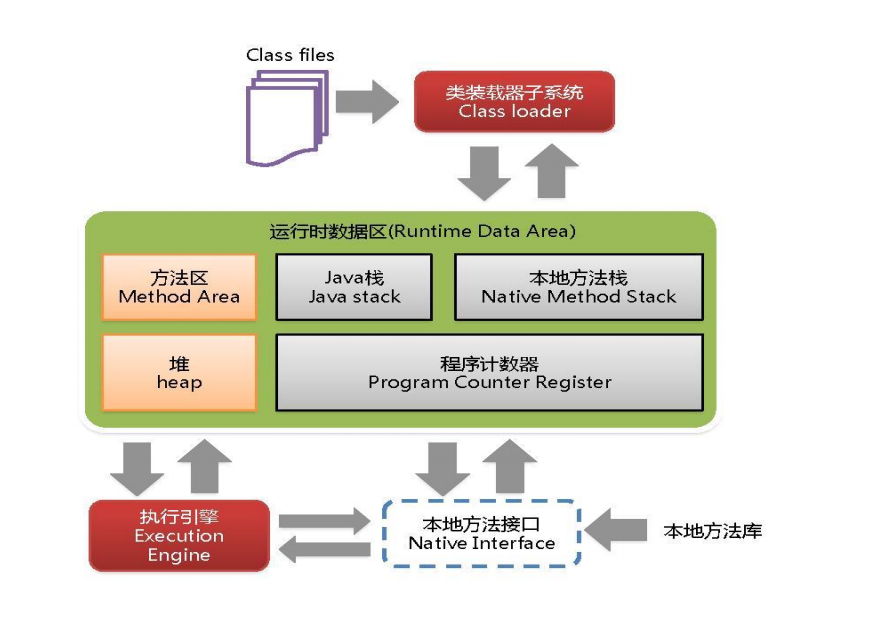 Class files
类装载器子系统
Class loader
运行时数据区(Runtime Data Area)
方法区
Method Area
Java栈
Java stack
本地方法栈
Native Method Stack
堆
heap
程序计数器
Program Counter Register
执行引擎
Execution
Engine
本地方法接口
Native Interface
本地方法库